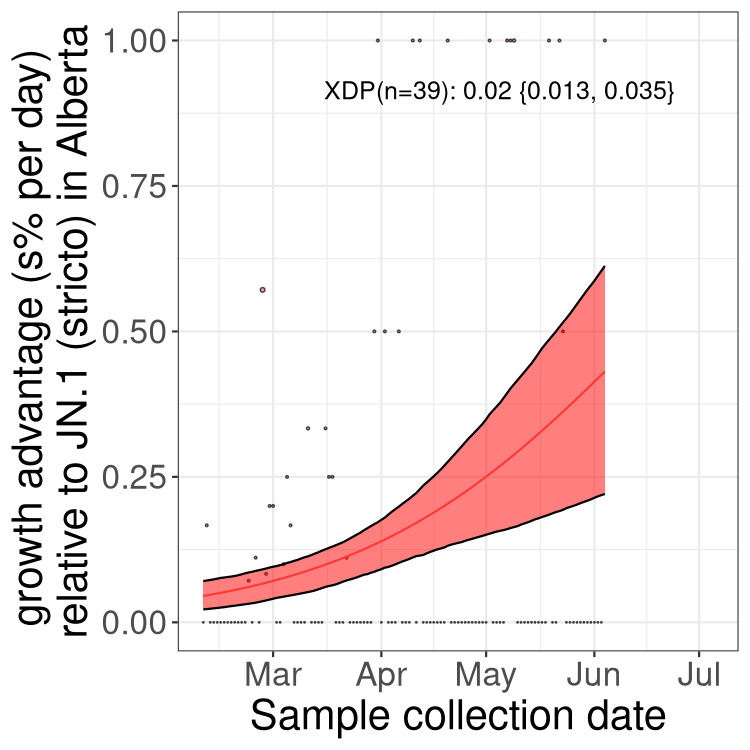 growth advantage (s% per day)
relative to JN.1 (stricto) in Alberta
1.00
0.75
0.50
0.25
0.00
XDP(n=39): 0.02 {0.013, 0.035}
Mar Apr May Jun Jul
Sample collection date